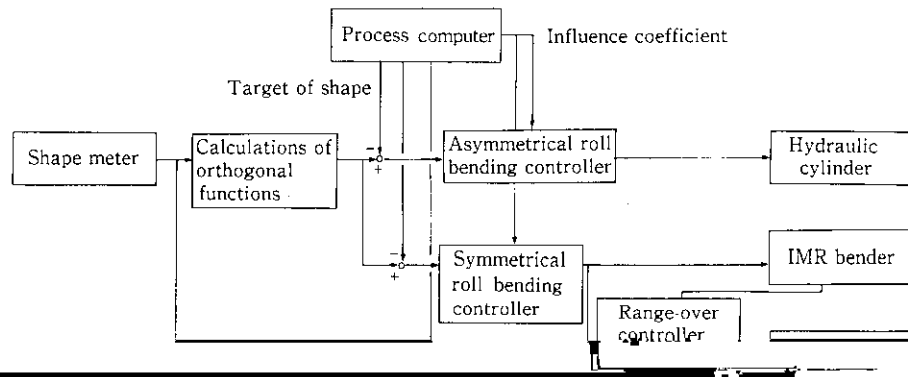 Process computer
Influence coefficient
Target of shape
Shape meter
Calculations of
orthogonal
functions
−
+
Asymmetrical roll
bending controller
Hydraulic
cylinder
−
+
Symmetrical
roll bending
controller
IMR bender
Range-over
controller